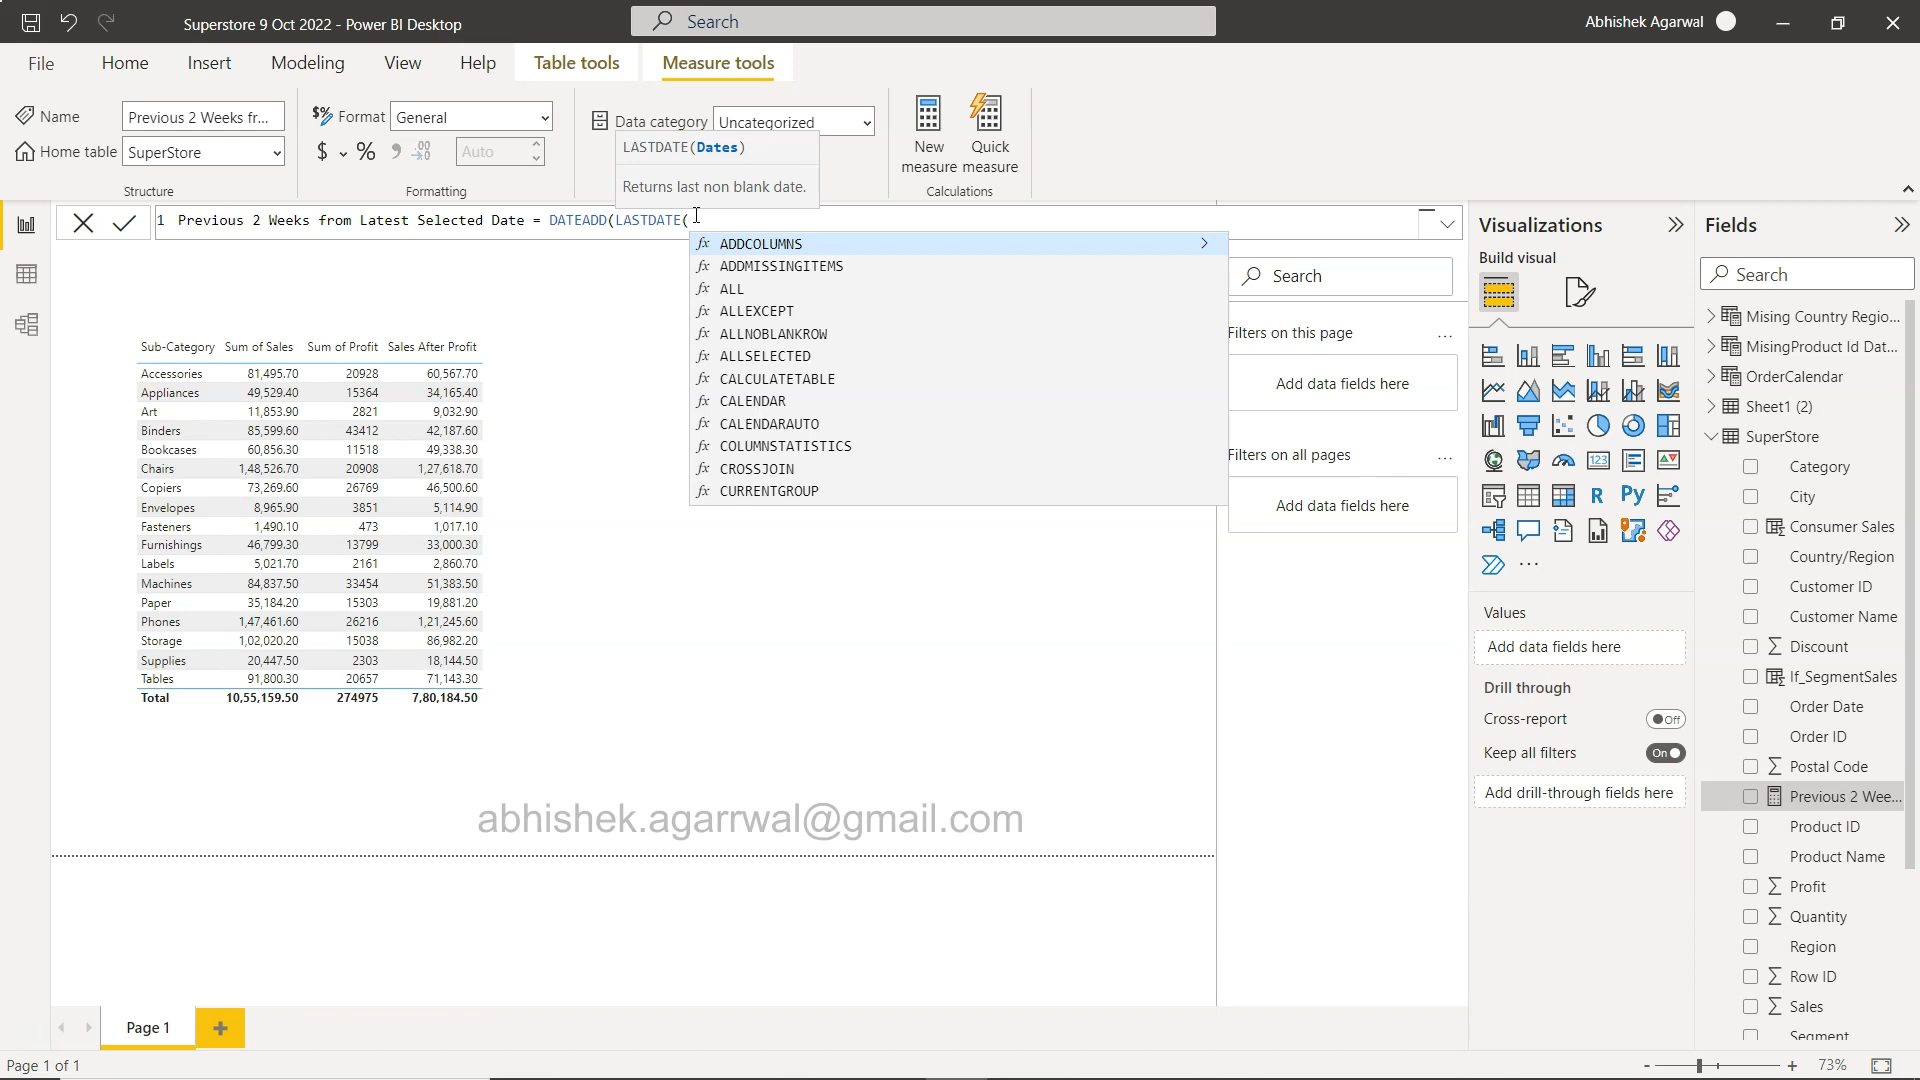 Superstore 9 Oct 2022 - Power BI Desktop
Search
Abhishek Agarwal
File
Home
Insert
Modeling
View
Help
Table tools
Measure tools
Name
Previous 2 Weeks fr...
Home table
SuperStore
Structure
$% Format
General
$ % 9 .00
Auto
Formatting
Data category
Uncategorized
LASTDATE(Dates)
Returns last non blank date.
New measure
Quick measure
Calculations
1 Previous 2 Weeks from Latest Selected Date = DATEADD(LASTDATE(
fx ADDCOLUMNS
fx ADDMISSINGITEMS
fx ALL
fx ALLEXCEPT
fx ALLNOBLANKROW
fx ALLSELECTED
fx CALCULATETABLE
fx CALENDAR
fx CALENDARAUTO
fx COLUMNSTATISTICS
fx CROSSJOIN
fx CURRENTGROUP
Sub-Category Sum of Sales Sum of Profit Sales After Profit
Accessories 81,495.70 20928 60,567.70
Appliances 49,529.40 15364 34,165.40
Art 11,853.90 2821 9,032.90
Binders 85,599.60 43412 42,187.60
Bookcases 60,856.30 11518 49,338.30
Chairs 1,48,526.70 20908 1,27,618.70
Copiers 73,269.60 26769 46,500.60
Envelopes 8,965.90 3851 5,114.90
Fasteners 1,490.10 473 1,017.10
Furnishings 46,799.30 13799 33,000.30
Labels 5,021.70 2161 2,860.70
Machines 84,837.50 33454 51,383.50
Paper 35,184.20 15303 19,881.20
Phones 1,47,461.60 26216 1,21,245.60
Storage 1,02,020.20 15038 86,982.20
Supplies 20,447.50 2303 18,144.50
Tables 91,800.30 20657 71,143.30
Total 10,55,159.50 274975 7,80,184.50
abhishek.agarrwal@gmail.com
Search
Filters on this page
...
Add data fields here
Filters on all pages
...
Add data fields here
Visualizations
Build visual
123
R
Py
...
Values
Add data fields here
Drill through
Cross-report
Off
Keep all filters
On
Add drill-through fields here
Fields
Search
Mising Country Regio...
MisingProduct Id Dat...
OrderCalendar
Sheet1 (2)
SuperStore
Category
City
Consumer Sales
Country/Region
Customer ID
Customer Name
Discount
If_SegmentSales
Order Date
Order ID
Postal Code
Previous 2 Wee...
Product ID
Product Name
Profit
Quantity
Region
Row ID
Sales
Segment
Page 1
Page 1 of 1
- + 73%